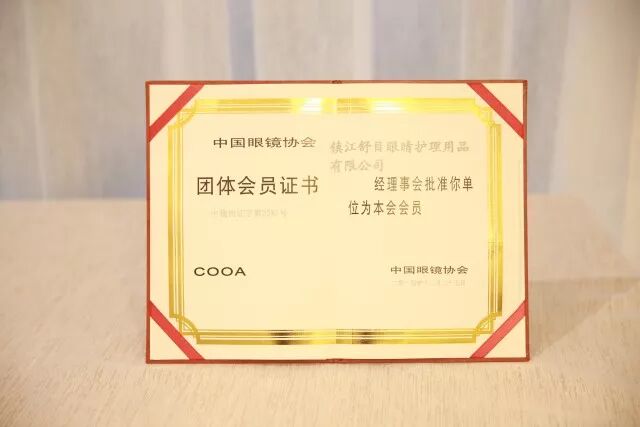 中国眼镜协会
团体会员证书
COOA
镇江舒目眼睛护理用品
有限公司
经理事会批准你单
位为本会会员
中国眼镜协会